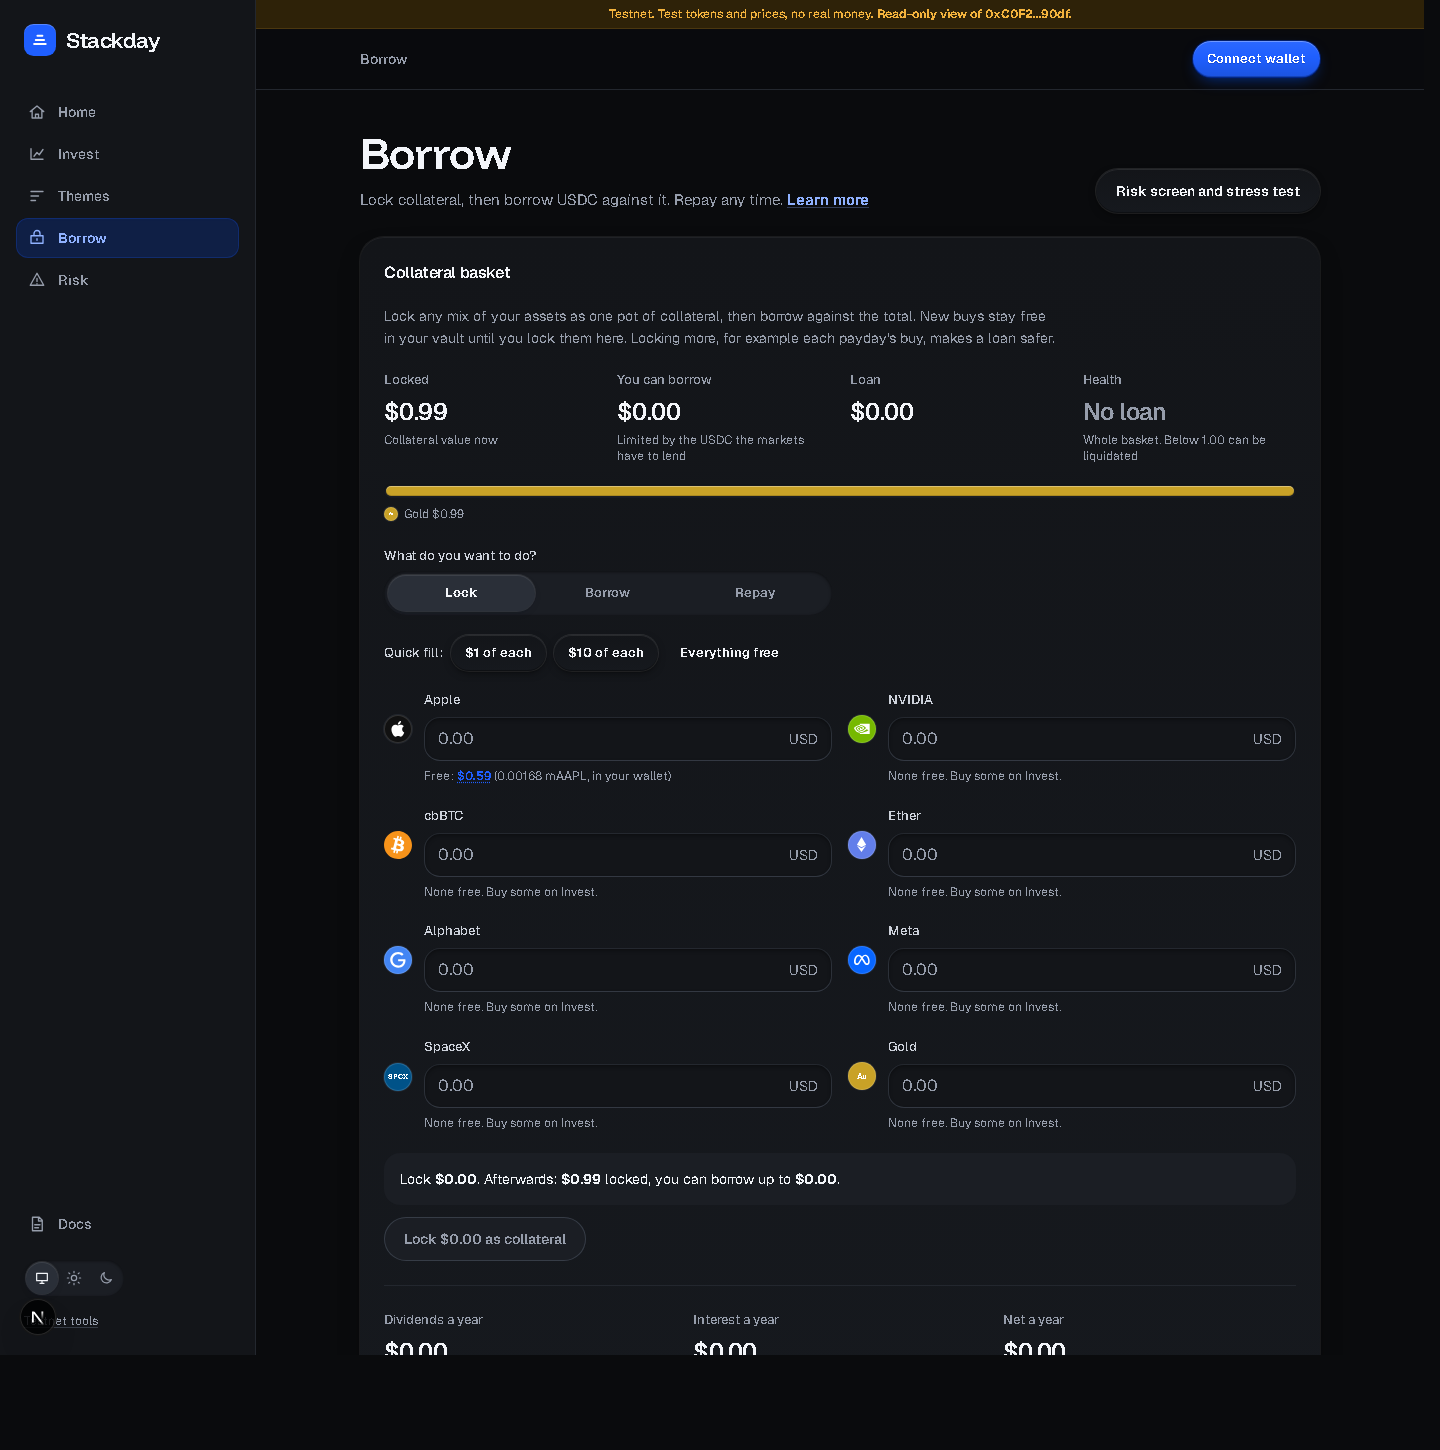 Testnet. Test tokens and prices, no real money. Read-only view of 0xC0F2…90df.
Stackday
Home
Invest
Themes
Borrow
Risk
Docs
net tools
N
Borrow
Connect wallet
Borrow
Lock collateral, then borrow USDC against it. Repay any time. Learn more
Risk screen and stress test
Collateral basket
Lock any mix of your assets as one pot of collateral, then borrow against the total. New buys stay free
in your vault until you lock them here. Locking more, for example each payday's buy, makes a loan safer.
Locked
$0.99
Collateral value now
You can borrow
$0.00
Limited by the USDC the markets
have to lend
Loan
$0.00
Health
No loan
Whole basket. Below 1.00 can be
liquidated
Gold $0.99
What do you want to do?
Lock
Borrow
Repay
Quick fill:
$1 of each
$10 of each
Everything free
Apple
0.00 USD
Free: $0.59 (0.00168 mAAPL, in your wallet)
NVIDIA
0.00 USD
None free. Buy some on Invest.
cbBTC
0.00 USD
None free. Buy some on Invest.
Ether
0.00 USD
None free. Buy some on Invest.
Alphabet
0.00 USD
None free. Buy some on Invest.
Meta
0.00 USD
None free. Buy some on Invest.
SpaceX
SPCX
0.00 USD
None free. Buy some on Invest.
Gold
Au
0.00 USD
None free. Buy some on Invest.
Lock $0.00. Afterwards: $0.99 locked, you can borrow up to $0.00.
Lock $0.00 as collateral
Dividends a year
$0.00
Interest a year
$0.00
Net a year
$0.00